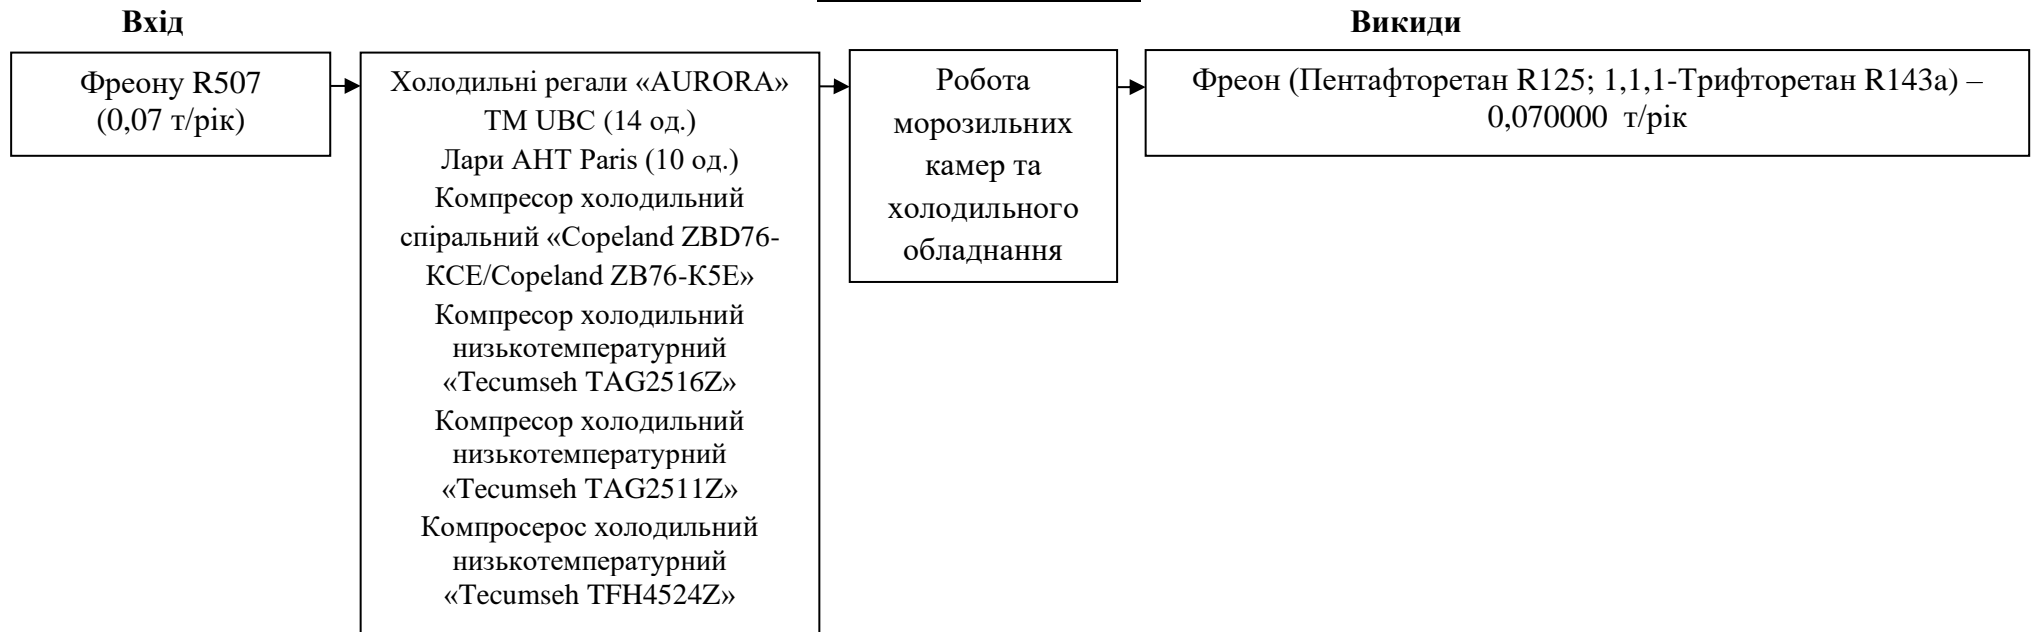 Вхід
Викиди
Фреону R507
(0,07 т/рік)
Холодильні регали «AURORA»
ТМ UBC (14 од.)
Лари AHT Paris (10 од.)
Компресор холодильний
спіральний «Copeland ZBD76-
КСЕ/Copeland ZB76-К5Е»
Компресор холодильний
низькотемпературний
«Tecumseh TAG2516Z»
Компресор холодильний
низькотемпературний
«Tecumseh TAG2511Z»
Компросерос холодильний
низькотемпературний
«Tecumseh TFH4524Z»
Робота
морозильних
камер та
холодильного
обладнання
Фреон (Пентафторетан R125; 1,1,1-Трифторетан R143a) –
0,070000 т/рік